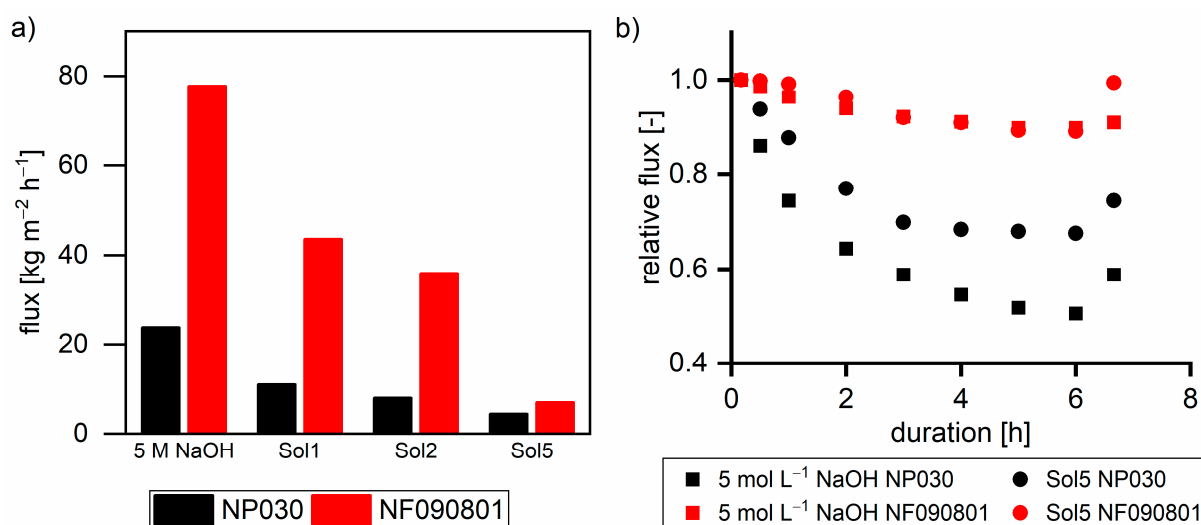 a)
80
60
40
20
0
flux [kg m⁻² h⁻¹]
5 M NaOH Sol1 Sol2 Sol5
NP030 NF090801
b)
1.0
0.8
0.6
0.4
relative flux [-]
0 2 4 6 8
duration [h]
5 mol L⁻¹ NaOH NP030 Sol5 NP030
5 mol L⁻¹ NaOH NF090801 Sol5 NF090801